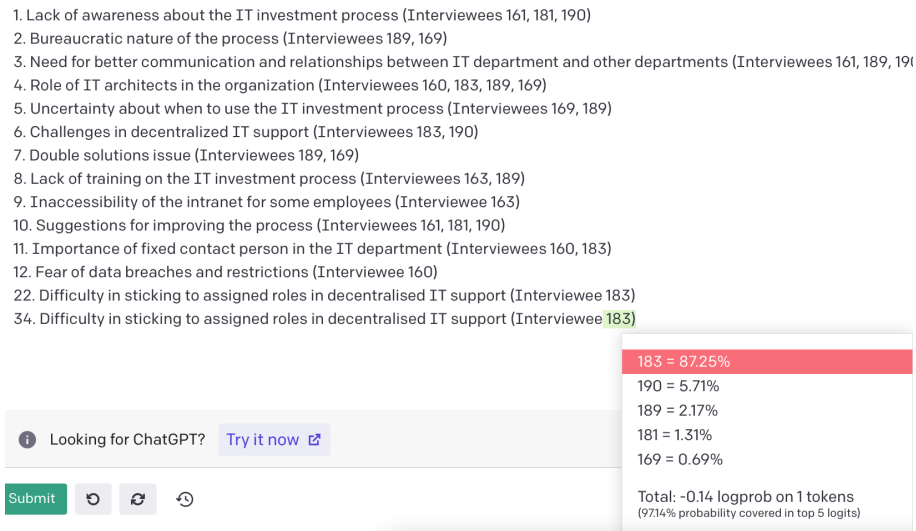 1. Lack of awareness about the IT investment process (Interviewees 161, 181, 190)
2. Bureaucratic nature of the process (Interviewees 189, 169)
3. Need for better communication and relationships between IT department and other departments (Interviewees 161, 189,
4. Role of IT architects in the organization (Interviewees 160, 183, 189, 169)
5. Uncertainty about when to use the IT investment process (Interviewees 169, 189)
6. Challenges in decentralized IT support (Interviewees 183, 190)
7. Double solutions issue (Interviewees 189, 169)
8. Lack of training on the IT investment process (Interviewees 163, 189)
9. Inaccessibility of the intranet for some employees (Interviewee 163)
10. Suggestions for improving the process (Interviewees 161, 181, 190)
11. Importance of fixed contact person in the IT department (Interviewees 160, 183)
12. Fear of data breaches and restrictions (Interviewee 160)
22. Difficulty in sticking to assigned roles in decentralised IT support (Interviewee 183)
34. Difficulty in sticking to assigned roles in decentralised IT support (Interviewee 183)
183 = 87.25%
190 = 5.71%
189 = 2.17%
181 = 1.31%
169 = 0.69%
Total: -0.14 logprob on 1 tokens
(97.14% probability covered in top 5 logits)
Looking for ChatGPT? Try it now
Submit